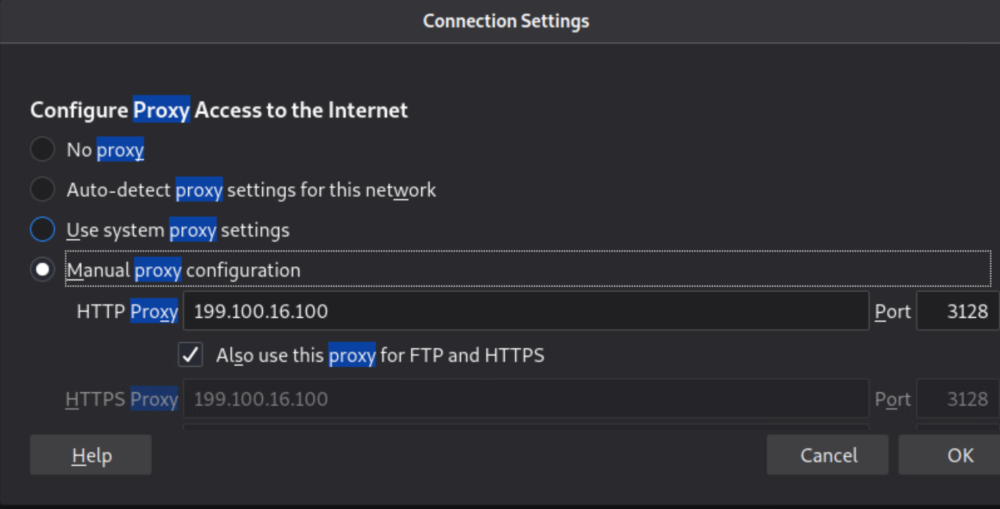 Connection Settings
Configure Proxy Access to the Internet
No proxy
Auto-detect proxy settings for this network
Use system proxy settings
Manual proxy configuration
HTTP Proxy 199.100.16.100 Port 3128
Also use this proxy for FTP and HTTPS
HTTPS Proxy 199.100.16.100 Port 3128
Help Cancel OK